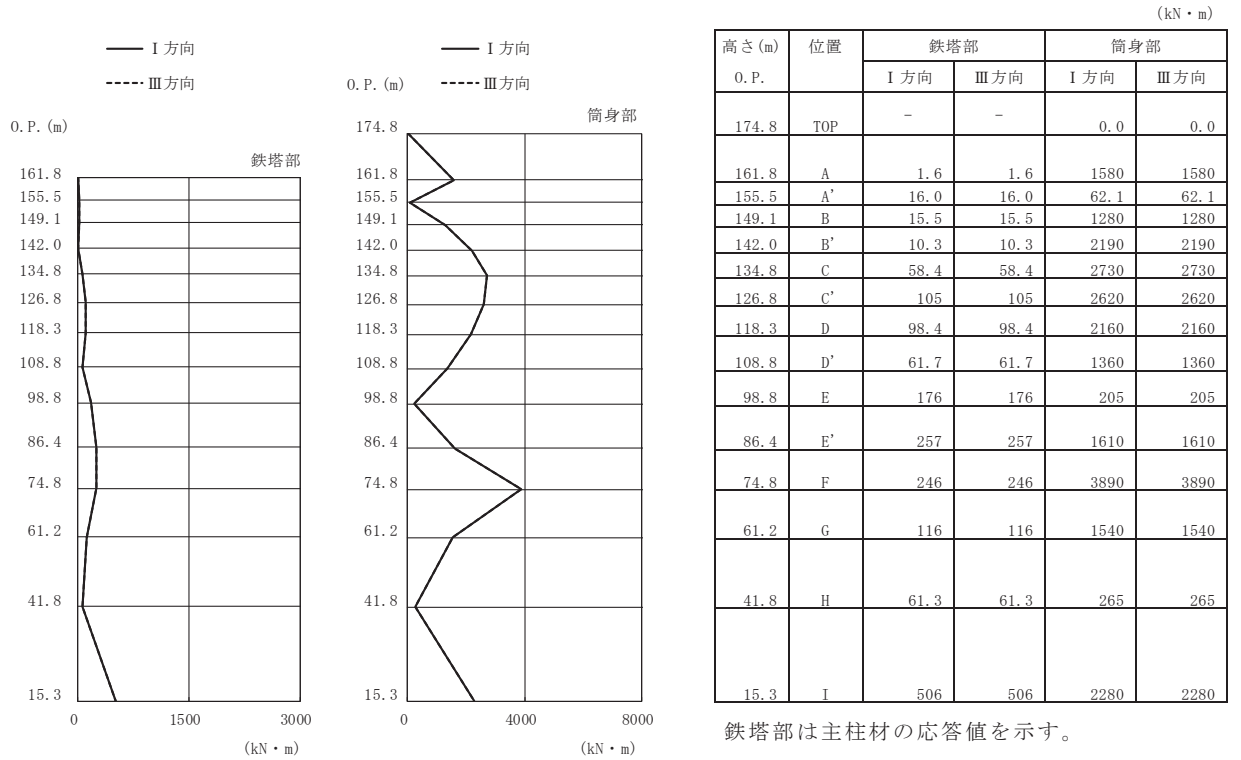 I 方向
III方向
O.P.(m)
鉄塔部
161.8
155.5
149.1
142.0
134.8
126.8
118.3
108.8
98.8
86.4
74.8
61.2
41.8
15.3
0 1500 3000
(kN・m)
I 方向
III方向
O.P.(m)
筒身部
174.8
161.8
155.5
149.1
142.0
134.8
126.8
118.3
108.8
98.8
86.4
74.8
61.2
41.8
15.3
0 4000 8000
(kN・m)
(kN・m)
高さ(m) 位置 鉄塔部 筒身部
O.P. I 方向 III方向 I 方向 III方向
174.8 TOP - - 0.0 0.0
161.8 A 1.6 1.6 1580 1580
155.5 A' 16.0 16.0 62.1 62.1
149.1 B 15.5 15.5 1280 1280
142.0 B' 10.3 10.3 2190 2190
134.8 C 58.4 58.4 2730 2730
126.8 C' 105 105 2620 2620
118.3 D 98.4 98.4 2160 2160
108.8 D' 61.7 61.7 1360 1360
98.8 E 176 176 205 205
86.4 E' 257 257 1610 1610
74.8 F 246 246 3890 3890
61.2 G 116 116 1540 1540
41.8 H 61.3 61.3 265 265
15.3 I 506 506 2280 2280
鉄塔部は主柱材の応答値を示す。